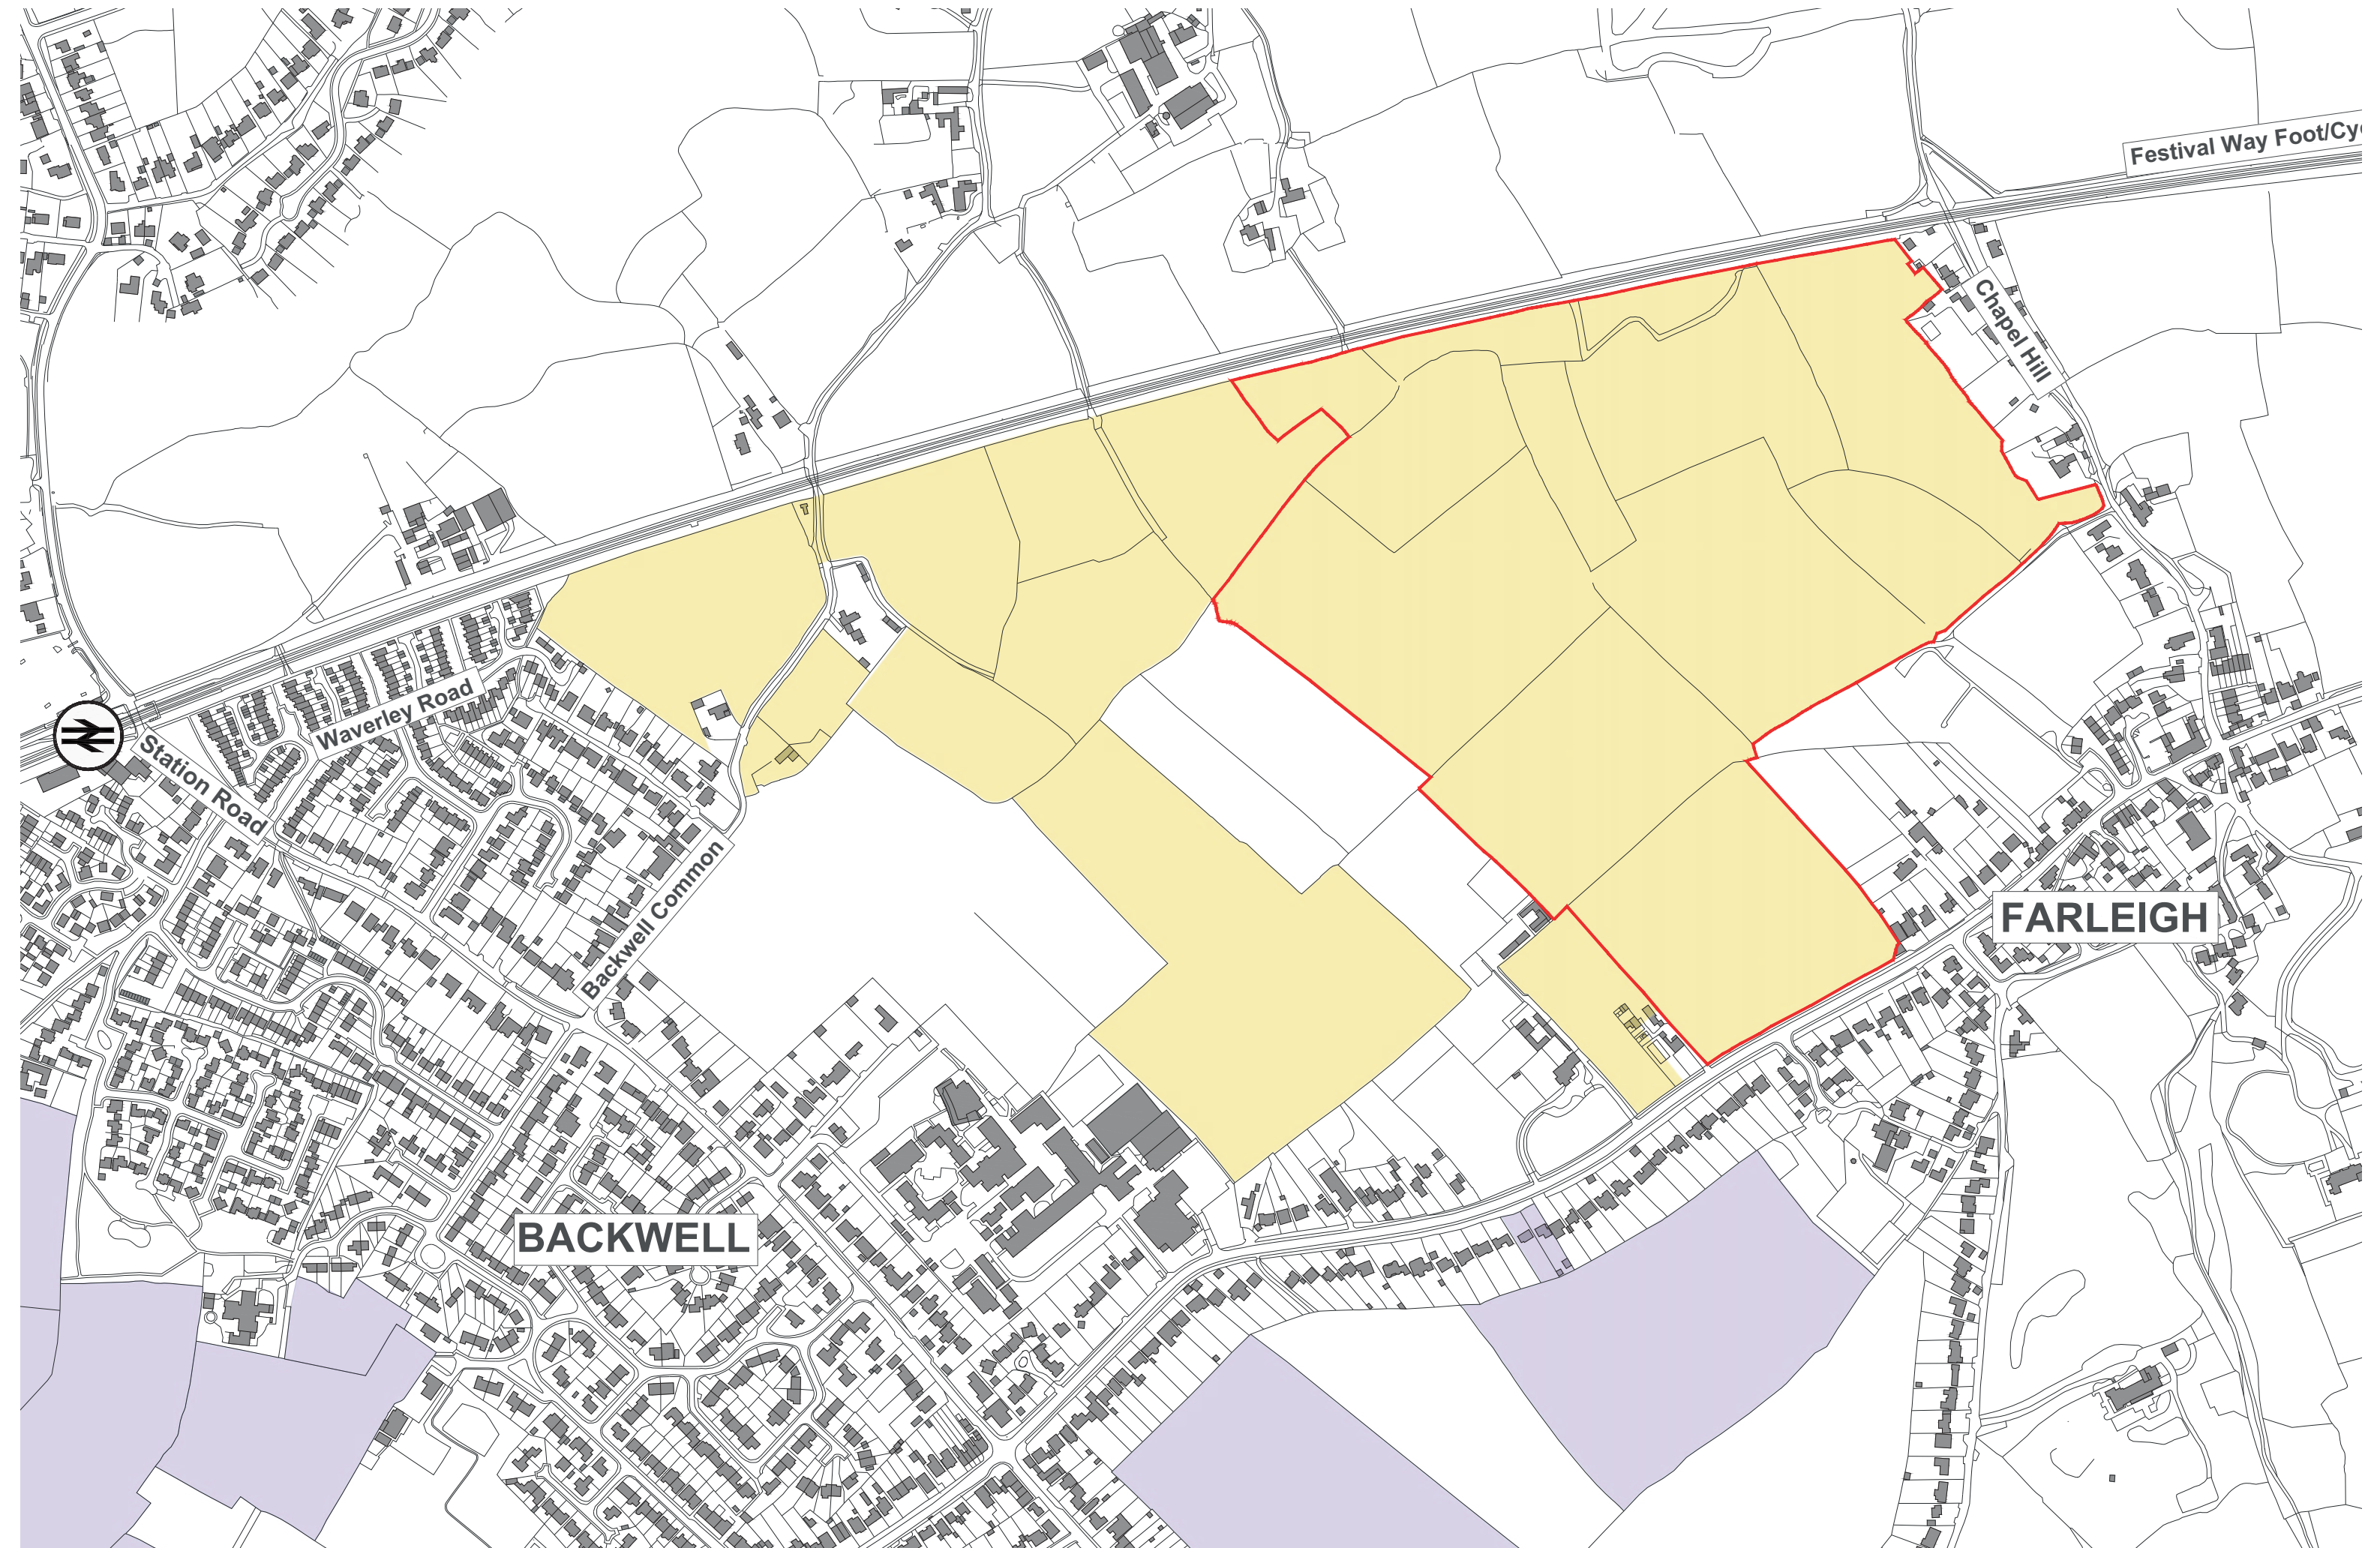 Festival Way Foot/Cy
Chapel Hill
Waverley Road
Station Road
Backwell Common
FARLEIGH
BACKWELL